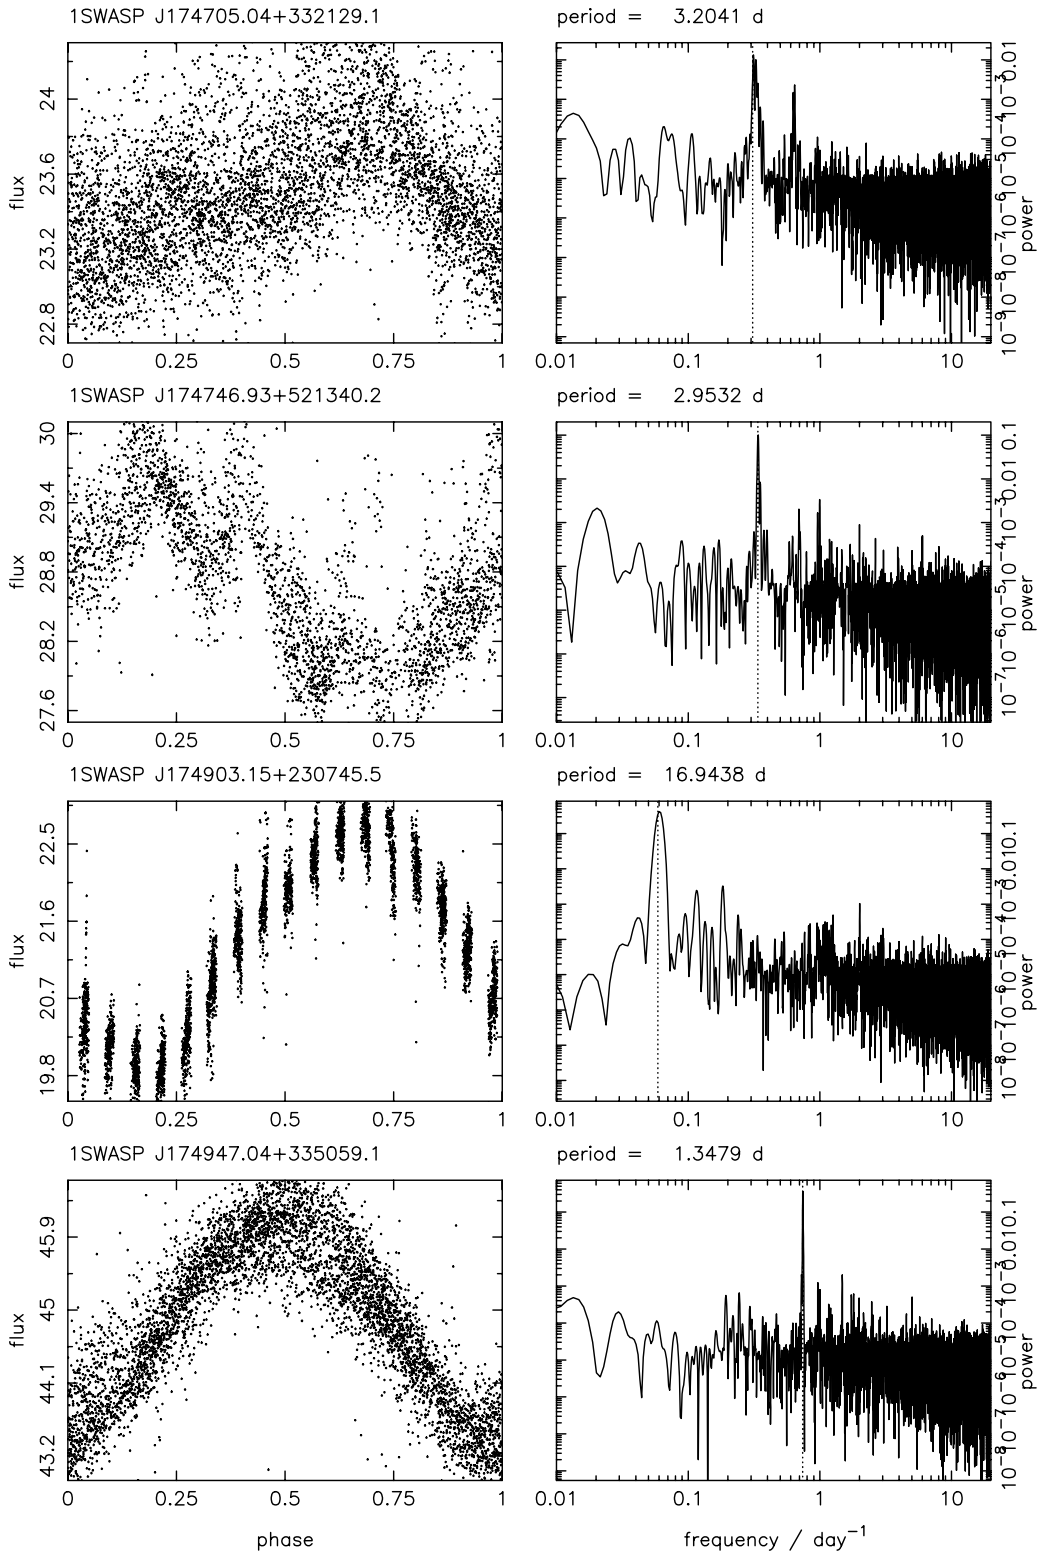 1SWASP J174705.04+332129.1
period = 3.2041 d
flux
22.8 23.2 23.6 24
0 0.25 0.5 0.75 1
power
10⁻⁹ 10⁻⁸ 10⁻⁷ 10⁻⁶ 10⁻⁵ 10⁻⁴ 10⁻³ 0.01
0.01 0.1 1 10
1SWASP J174746.93+521340.2
period = 2.9532 d
flux
27.6 28.2 28.8 29.4 30
0 0.25 0.5 0.75 1
power
10⁻⁷ 10⁻⁶ 10⁻⁵ 10⁻⁴ 10⁻³ 0.01 0.1
0.01 0.1 1 10
1SWASP J174903.15+230745.5
period = 16.9438 d
flux
19.8 20.7 21.6 22.5
0 0.25 0.5 0.75 1
power
10⁻⁸ 10⁻⁷ 10⁻⁶ 10⁻⁵ 10⁻⁴ 10⁻³ 0.01 0.1
0.01 0.1 1 10
1SWASP J174947.04+335059.1
period = 1.3479 d
flux
43.2 44.1 45 45.9
0 0.25 0.5 0.75 1
power
10⁻⁸ 10⁻⁷ 10⁻⁶ 10⁻⁵ 10⁻⁴ 10⁻³ 0.01 0.1
0.01 0.1 1 10
phase
frequency / day⁻¹